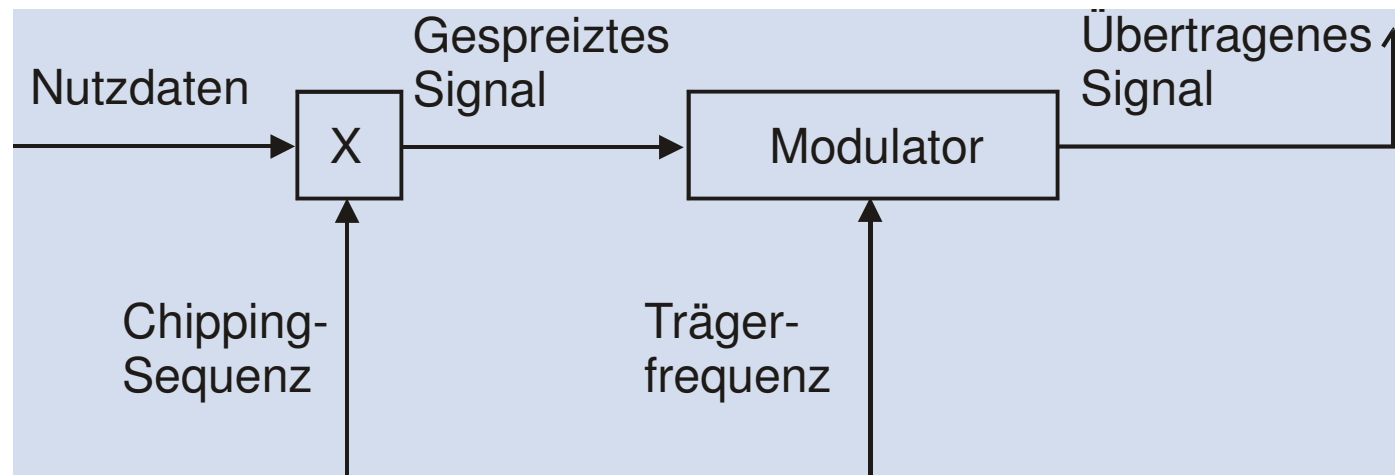 Nutzdaten
X
Gespreiztes
Signal
Modulator
Übertragenes
Signal
Chipping-
Sequenz
Träger-
frequenz